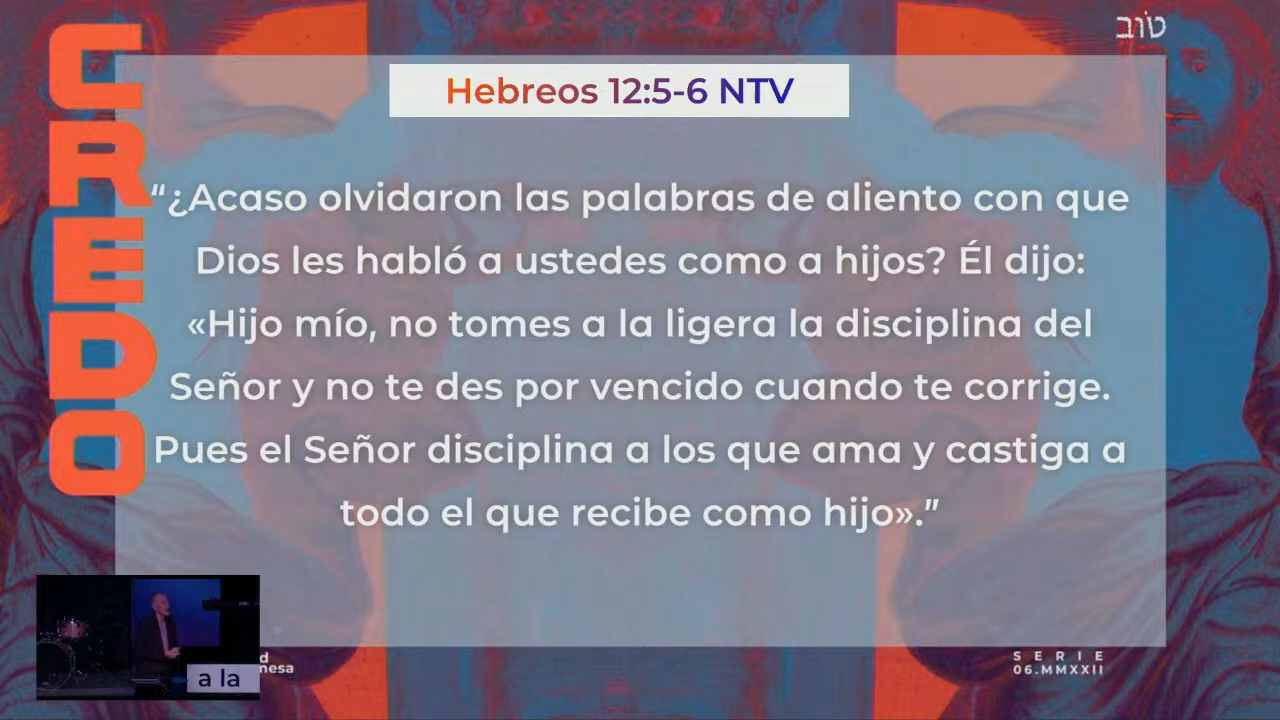 CREDO
טוֹב
Hebreos 12:5-6 NTV
“¿Acaso olvidaron las palabras de aliento con que
Dios les habló a ustedes como a hijos? Él dijo:
«Hijo mío, no tomes a la ligera la disciplina del
Señor y no te des por vencido cuando te corrige.
Pues el Señor disciplina a los que ama y castiga a
todo el que recibe como hijo».”
a la
SERIE
06.MMXXII